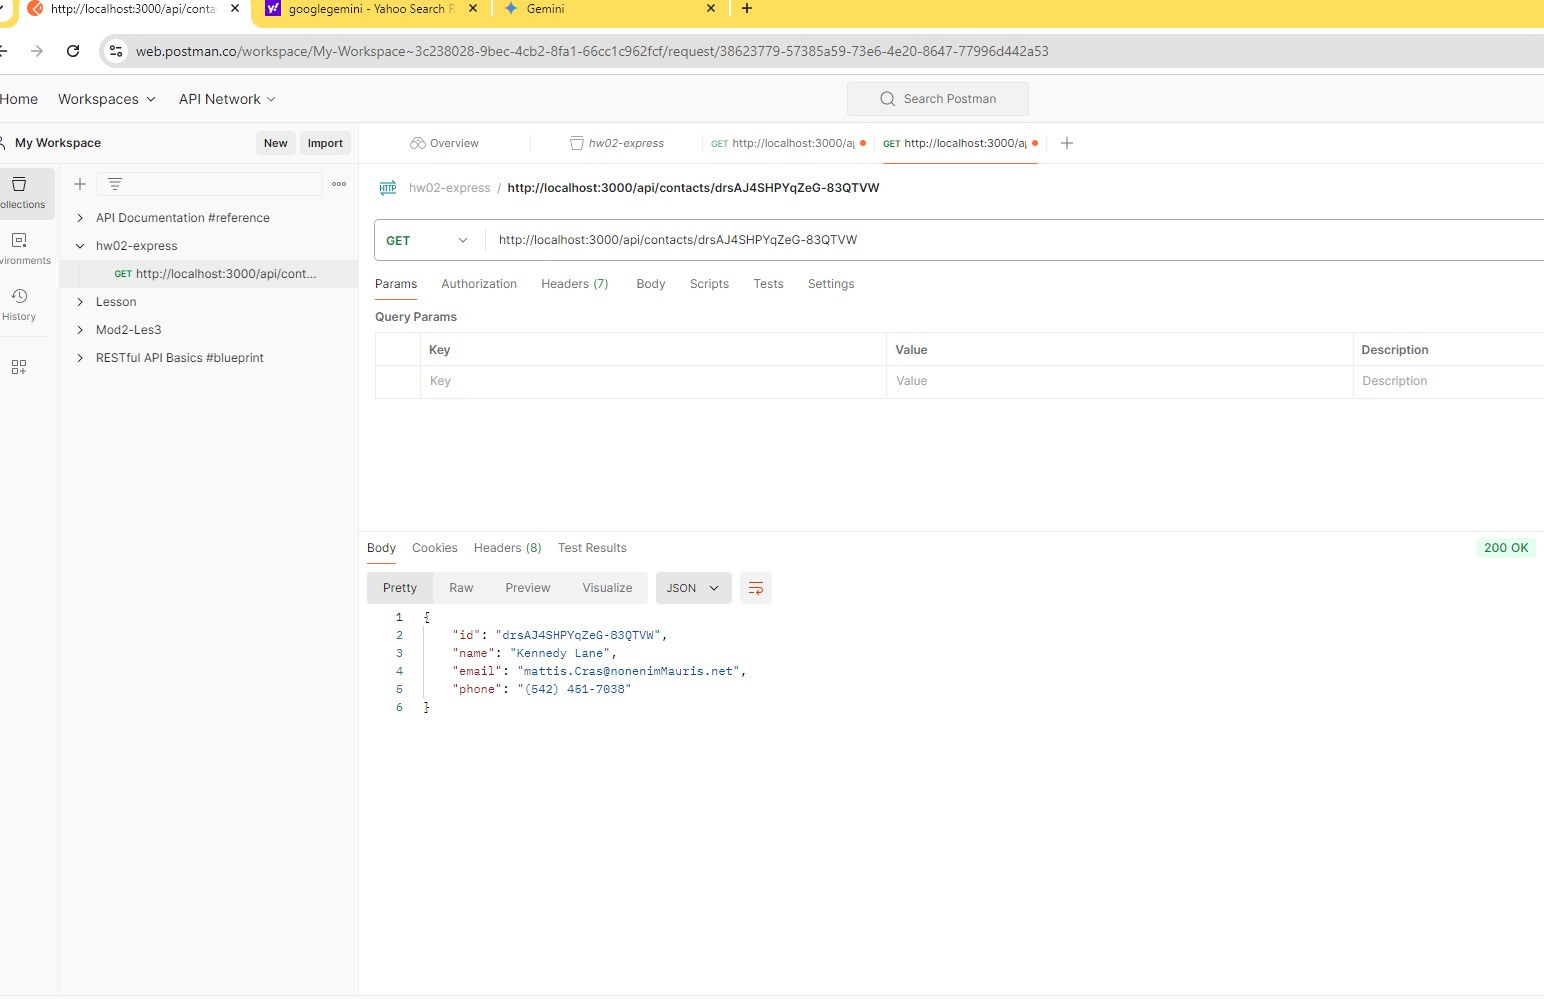 http://localhost:3000/api/conta
googlegemini - Yahoo Search R
Gemini
web.postman.co/workspace/My-Workspace~3c238028-9bec-4cb2-8fa1-66cc1c962fcf/request/38623779-57385a59-73e6-4e20-8647-77996d442a53
Home Workspaces API Network Search Postman
My Workspace New Import
Overview hw02-express GET http://localhost:3000/a GET http://localhost:3000/a
ollections
vironments
History
API Documentation #reference
hw02-express
GET http://localhost:3000/api/cont...
Lesson
Mod2-Les3
RESTful API Basics #blueprint
HTTP hw02-express / http://localhost:3000/api/contacts/drsAJ4SHPYqZeG-83QTVW
GET http://localhost:3000/api/contacts/drsAJ4SHPYqZeG-83QTVW
Params Authorization Headers (7) Body Scripts Tests Settings
Query Params
Key Value Description
Key Value Description
Body Cookies Headers (8) Test Results 200 OK
Pretty Raw Preview Visualize JSON
1 {
2 "id": "drsAJ4SHPYqZeG-83QTVW",
3 "name": "Kennedy Lane",
4 "email": "mattis.Cras@nonenimMauris.net",
5 "phone": "(542) 451-7038"
6 }